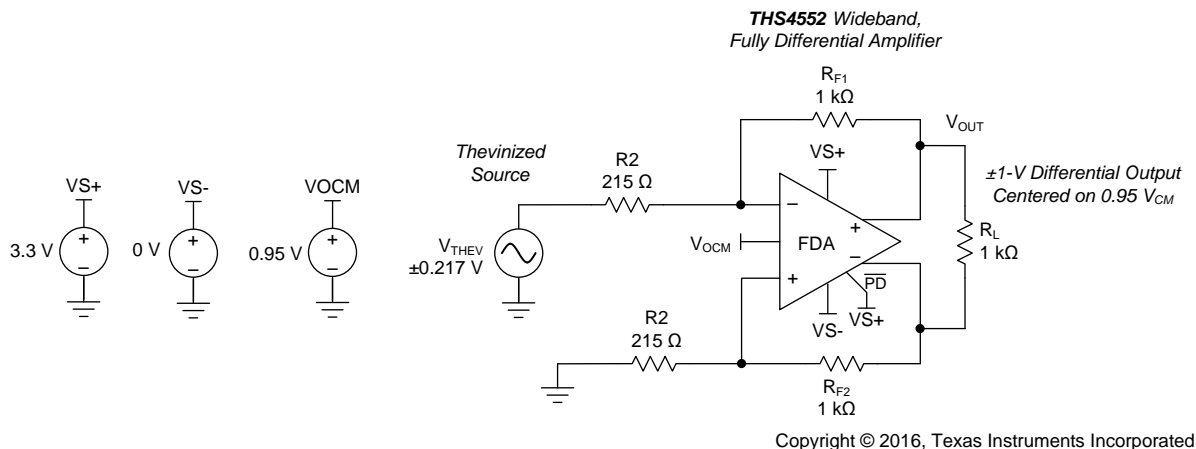 THS4552 Wideband,
Fully Differential Amplifier
RF1
1 kΩ
VOUT
Thevinized
Source
R2
215 Ω
VS+
±1-V Differential Output
Centered on 0.95 VCM
VS+
VS-
VOCM
3.3 V
0 V
0.95 V
+
−
+
−
+
−
VTHEV
±0.217 V
VOCM
−
+
FDA
+
−
RL
1 kΩ
PD
VS-
VS+
R2
215 Ω
RF2
1 kΩ
Copyright © 2016, Texas Instruments Incorporated